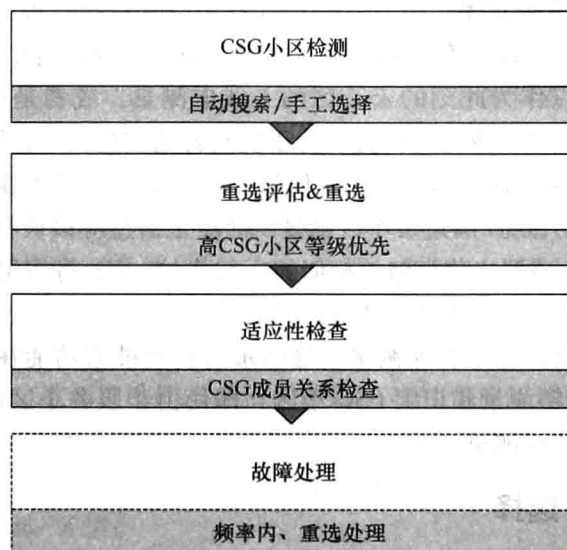 CSG小区检测
自动搜索/手工选择
重选评估&重选
高CSG小区等级优先
适应性检查
CSG成员关系检查
故障处理
频率内、重选处理